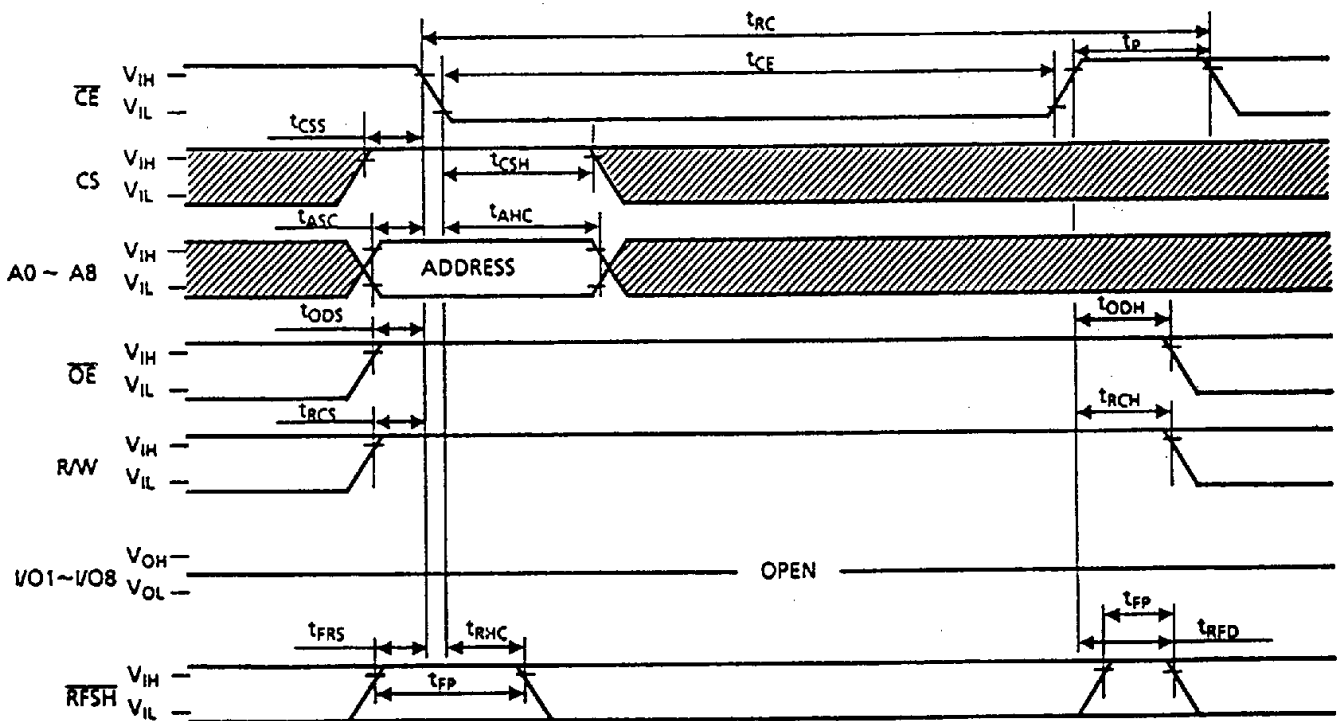 tRC
tP
tCE
CE VIH
VIL
tCSS
CS VIH
VIL
tCSH
tASC
tAHC
A0 ~ A8 VIH
VIL
ADDRESS
tODS
tODH
OE VIH
VIL
tRCS
tRCH
R/W VIH
VIL
I/O1~I/O8 VOH
VOL
OPEN
tFP
tFRS
tRHC
tRFD
RFSH VIH
VIL
tFP